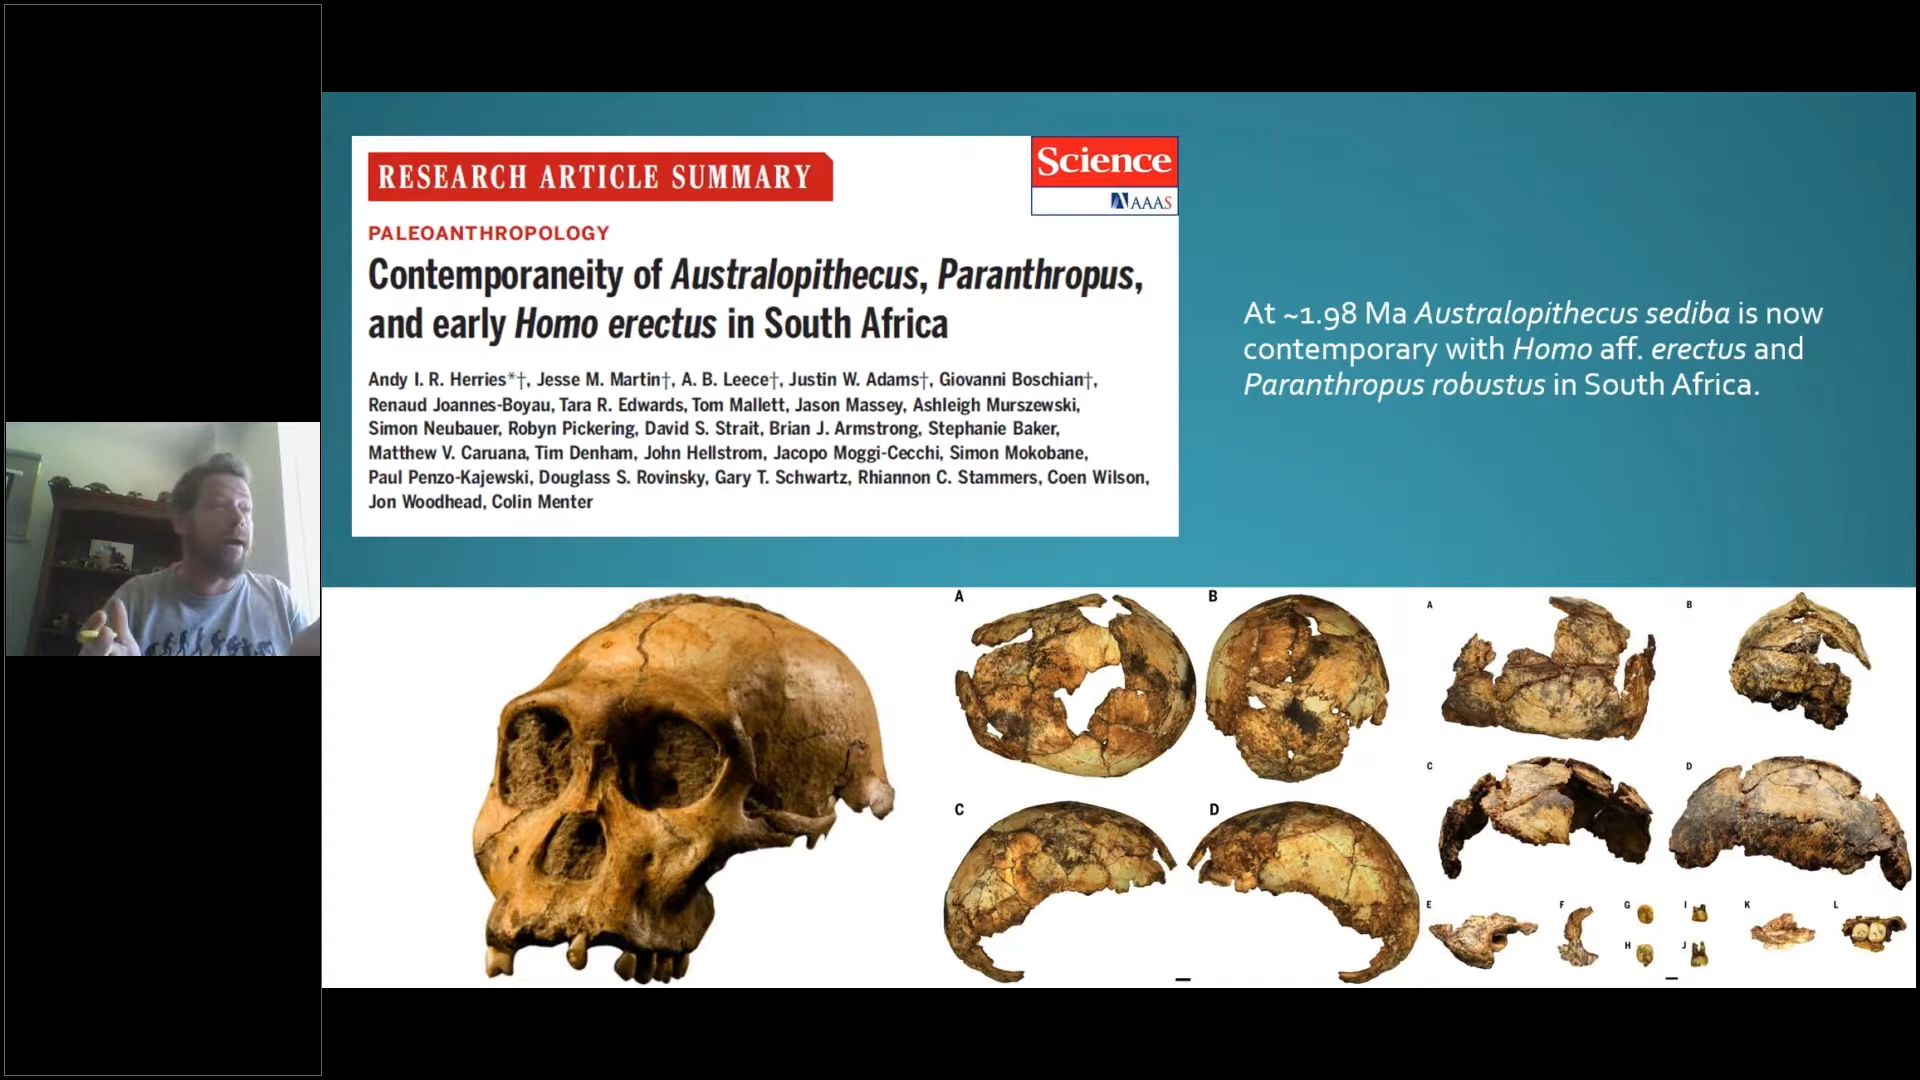 RESEARCH ARTICLE SUMMARY
Science
AAAS
PALEOANTHROPOLOGY
Contemporaneity of Australopithecus, Paranthropus,
and early Homo erectus in South Africa
Andy I. R. Herries*†, Jesse M. Martin†, A. B. Leece†, Justin W. Adams†, Giovanni Boschian†,
Renaud Joannes-Boyau, Tara R. Edwards, Tom Mallett, Jason Massey, Ashleigh Murszewski,
Simon Neubauer, Robyn Pickering, David S. Strait, Brian J. Armstrong, Stephanie Baker,
Matthew V. Caruana, Tim Denham, John Hellstrom, Jacopo Moggi-Cecchi, Simon Mokobane,
Paul Penzo-Kajewski, Douglass S. Rovinsky, Gary T. Schwartz, Rhiannon C. Stammers, Coen Wilson,
Jon Woodhead, Colin Menter
At ~1.98 Ma Australopithecus sediba is now
contemporary with Homo aff. erectus and
Paranthropus robustus in South Africa.
A B
C D
A B
C D
E F G I K L
H J